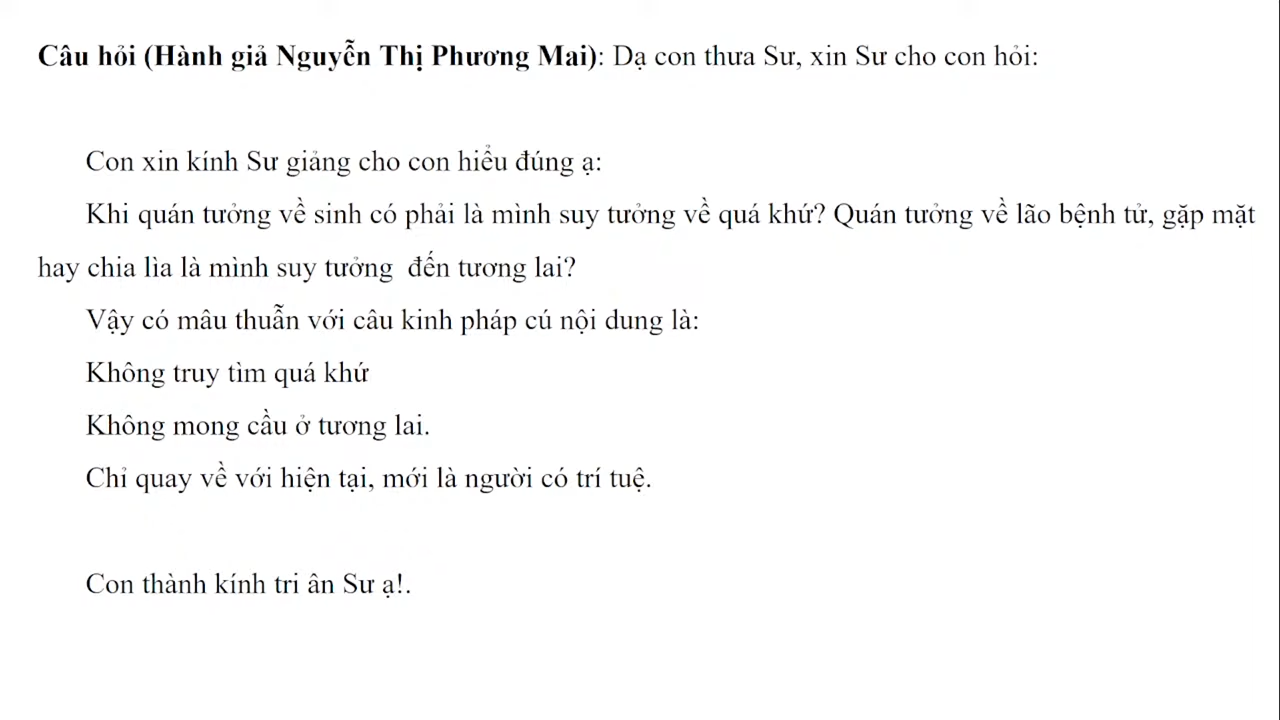 Câu hỏi (Hành giả Nguyễn Thị Phương Mai): Dạ con thưa Sư, xin Sư cho con hỏi:
Con xin kính Sư giảng cho con hiểu đúng ạ:
Khi quán tưởng về sinh có phải là mình suy tưởng về quá khứ? Quán tưởng về lão bệnh tử, gặp mặt
hay chia lìa là mình suy tưởng đến tương lai?
Vậy có mâu thuẫn với câu kinh pháp cú nội dung là:
Không truy tìm quá khứ
Không mong cầu ở tương lai.
Chỉ quay về với hiện tại, mới là người có trí tuệ.
Con thành kính tri ân Sư ạ!.